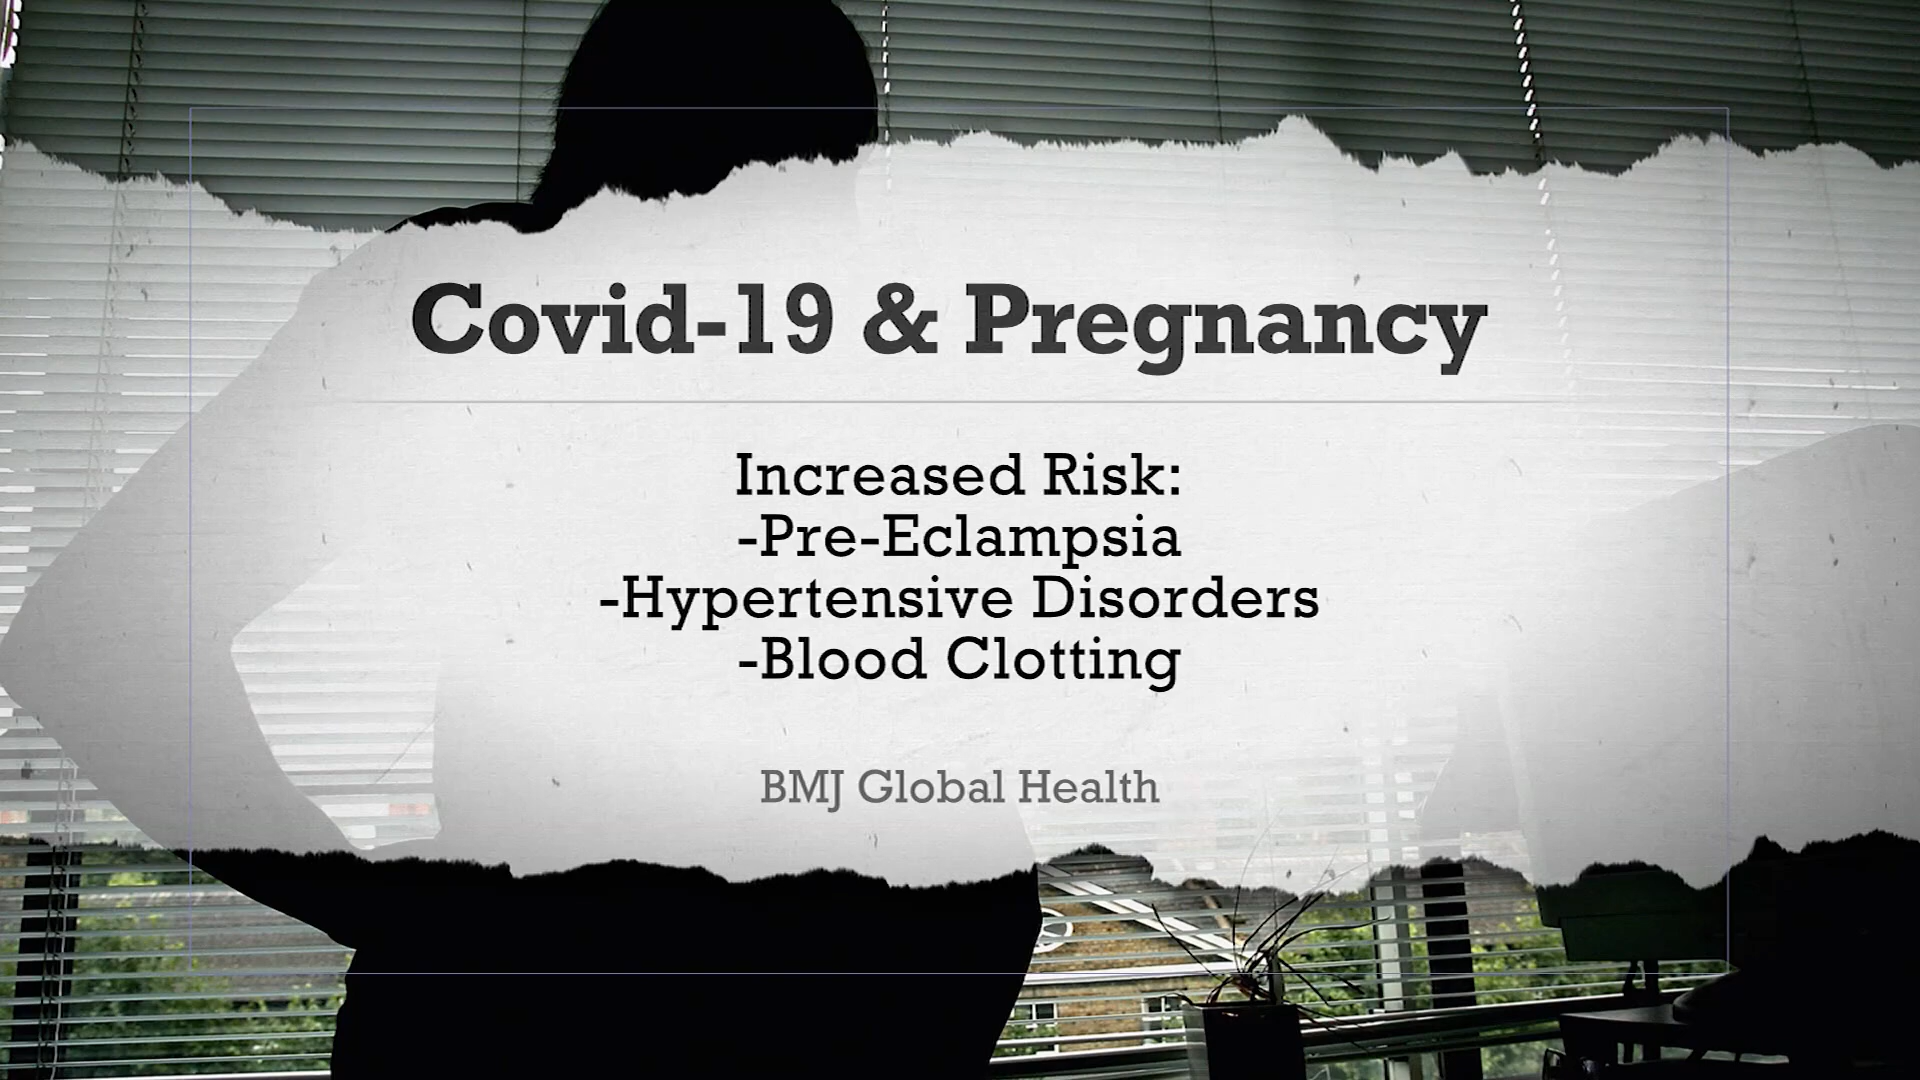 Covid-19 & Pregnancy
Increased Risk:
-Pre-Eclampsia
-Hypertensive Disorders
-Blood Clotting
BMJ Global Health